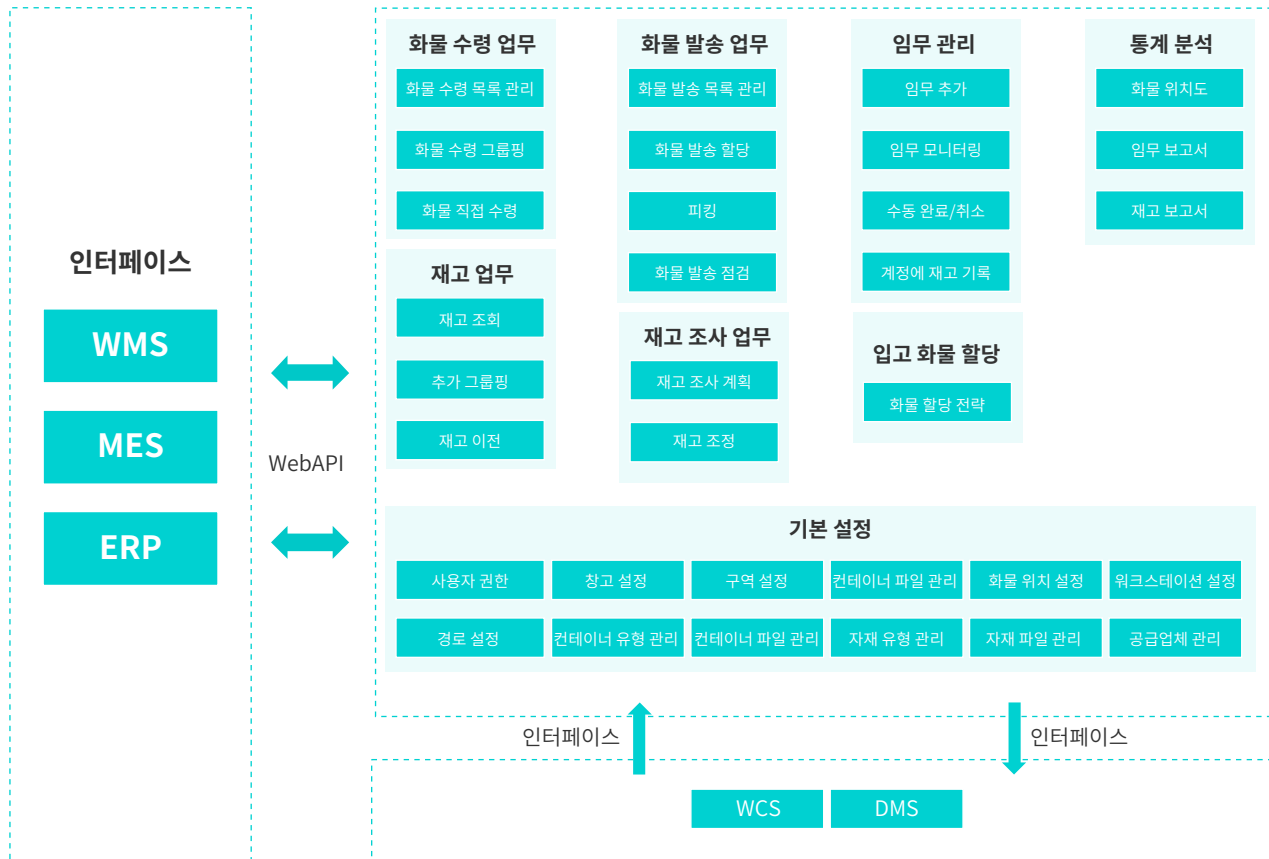 인터페이스
WMS
MES
ERP
WebAPI
화물 수령 업무
화물 수령 목록 관리
화물 수령 그룹핑
화물 직접 수령
재고 업무
재고 조회
추가 그룹핑
재고 이전
화물 발송 업무
화물 발송 목록 관리
화물 발송 할당
피킹
화물 발송 점검
재고 조사 업무
재고 조사 계획
재고 조정
임무 관리
임무 추가
임무 모니터링
수동 완료/취소
계정에 재고 기록
입고 화물 할당
화물 할당 전략
통계 분석
화물 위치도
임무 보고서
재고 보고서
기본 설정
사용자 권한
창고 설정
구역 설정
컨테이너 파일 관리
화물 위치 설정
워크스테이션 설정
경로 설정
컨테이너 유형 관리
컨테이너 파일 관리
자재 유형 관리
자재 파일 관리
공급업체 관리
인터페이스
인터페이스
WCS
DMS